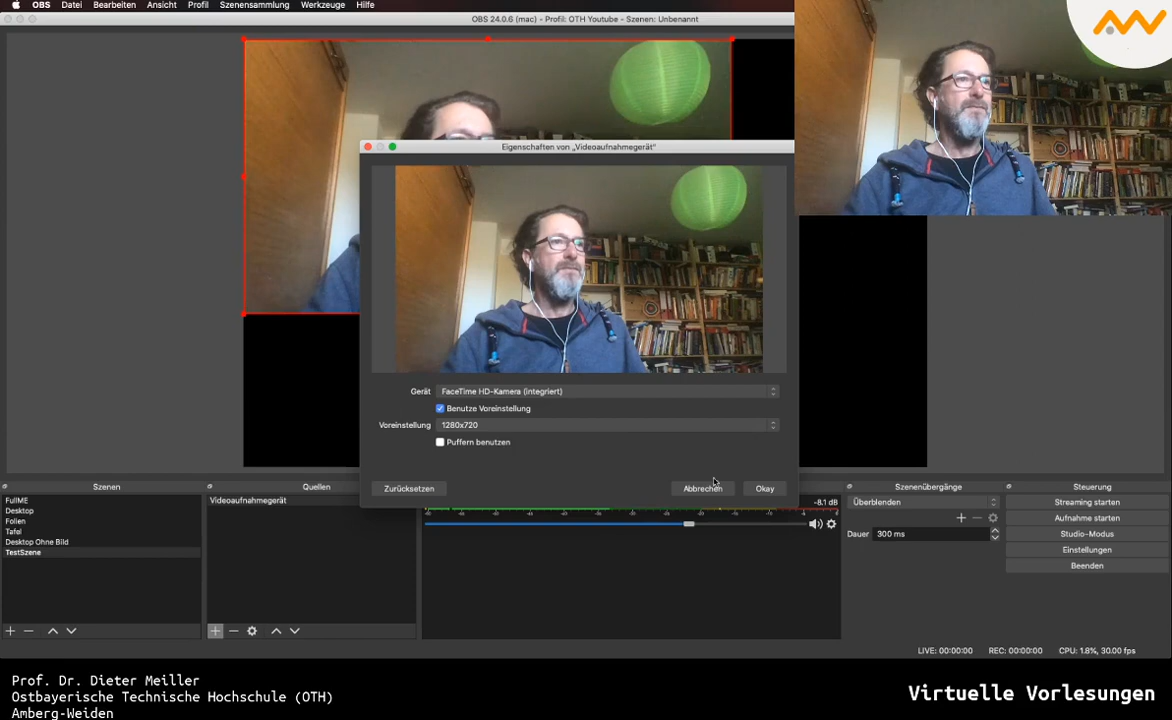 OBS Datei Bearbeiten Ansicht Profil Szenensammlung Werkzeuge Hilfe
OBS 24.0.6 (mac) - Profil: OTH Youtube - Szenen: Unbenannt
Eigenschaften von „Videoaufnahmegerät“
Gerät FaceTime HD-Kamera (integriert)
Benutze Voreinstellung
Voreinstellung 1280x720
Puffern benutzen
Zurücksetzen Abbrechen Okay
Szenen
FullME
Desktop
Folien
Tafel
Desktop Ohne Bild
TestSzene
Quellen
Videoaufnahmegerät
-8.1 dB
Szenenübergänge
Überblenden
Dauer 300 ms
Steuerung
Streaming starten
Aufnahme starten
Studio-Modus
Einstellungen
Beenden
LIVE: 00:00:00 REC: 00:00:00 CPU: 1.8%, 30.00 fps
Prof. Dr. Dieter Meiller
Ostbayerische Technische Hochschule (OTH)
Amberg-Weiden
Virtuelle Vorlesungen